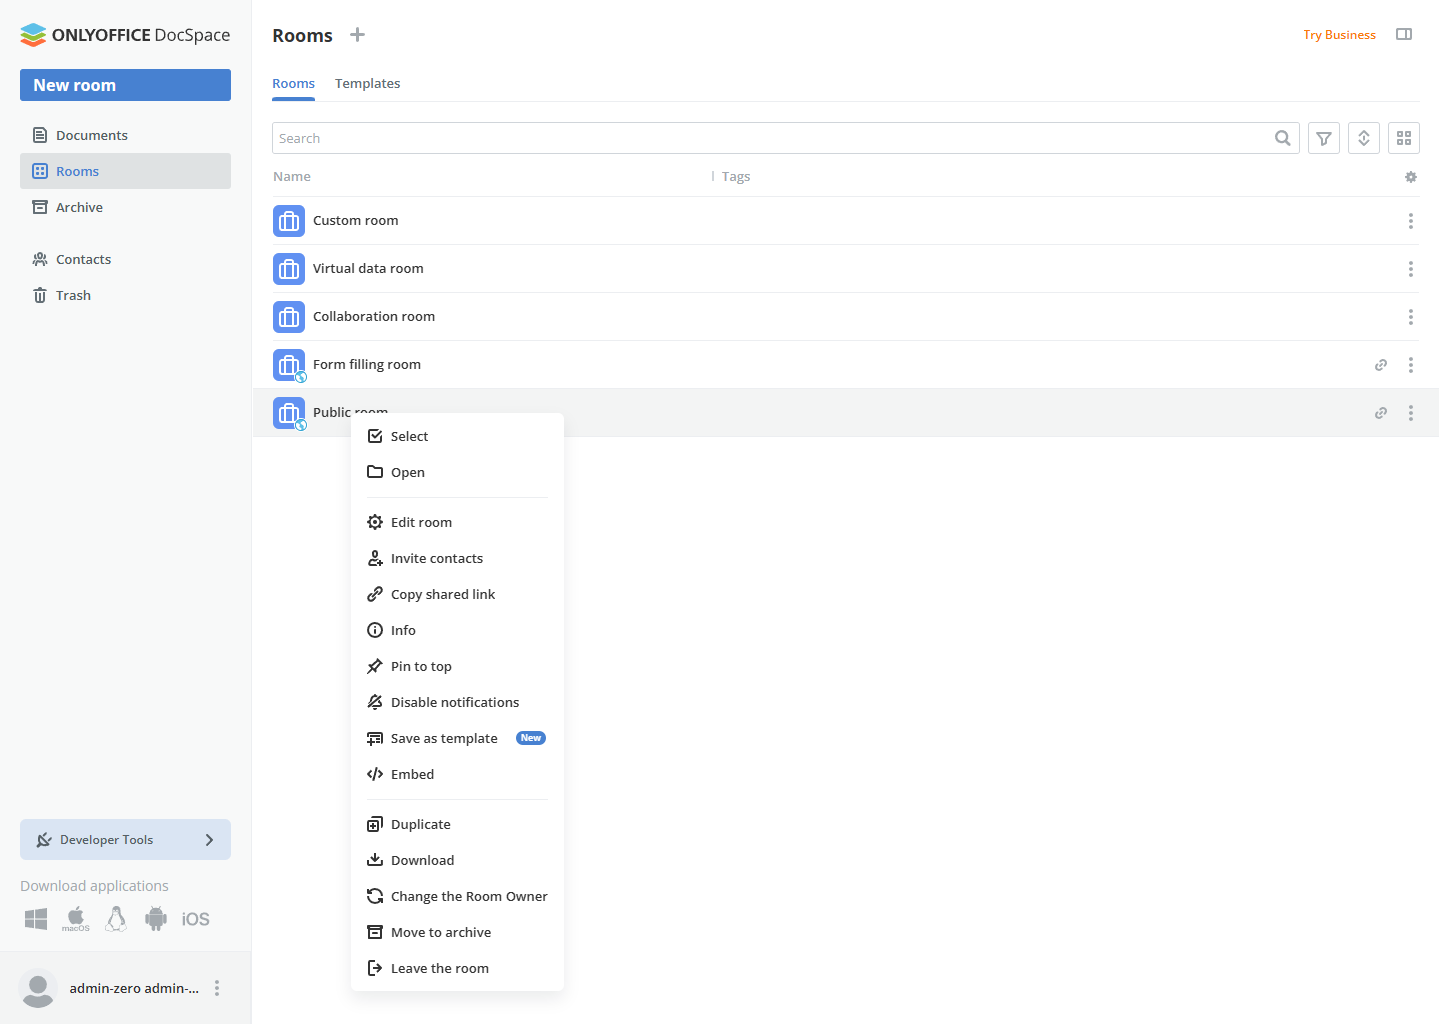 ONLYOFFICE DocSpace
New room
Documents
Rooms
Archive
Contacts
Trash
Developer Tools
Download applications
macOS
iOS
admin-zero admin-...
Rooms
Try Business
Rooms Templates
Search
Name Tags
Custom room
Virtual data room
Collaboration room
Form filling room
Public room
Select
Open
Edit room
Invite contacts
Copy shared link
Info
Pin to top
Disable notifications
Save as template New
Embed
Duplicate
Download
Change the Room Owner
Move to archive
Leave the room